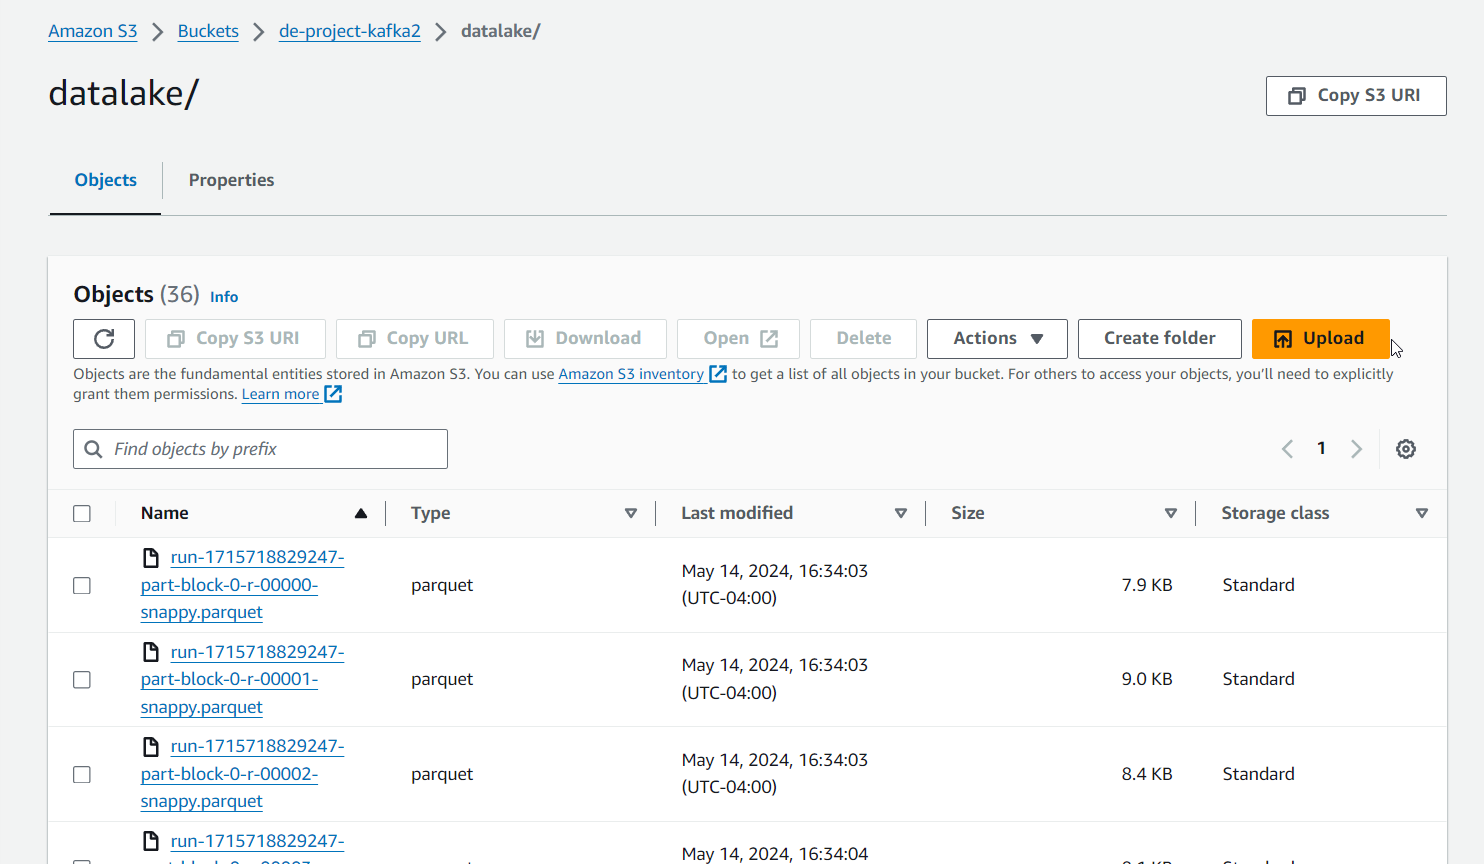 Amazon S3 > Buckets > de-project-kafka2 > datalake/
datalake/
Copy S3 URI
Objects
Properties
Objects (36) Info
Copy S3 URI
Copy URL
Download
Open
Delete
Actions
Create folder
Upload
Objects are the fundamental entities stored in Amazon S3. You can use Amazon S3 inventory to get a list of all objects in your bucket. For others to access your objects, you’ll need to explicitly
grant them permissions. Learn more
Find objects by prefix
1
Name
Type
Last modified
Size
Storage class
run-1715718829247-
part-block-0-r-00000-
snappy.parquet
parquet
May 14, 2024, 16:34:03
(UTC-04:00)
7.9 KB
Standard
run-1715718829247-
part-block-0-r-00001-
snappy.parquet
parquet
May 14, 2024, 16:34:03
(UTC-04:00)
9.0 KB
Standard
run-1715718829247-
part-block-0-r-00002-
snappy.parquet
parquet
May 14, 2024, 16:34:03
(UTC-04:00)
8.4 KB
Standard
run-1715718829247-
May 14, 2024, 16:34:04